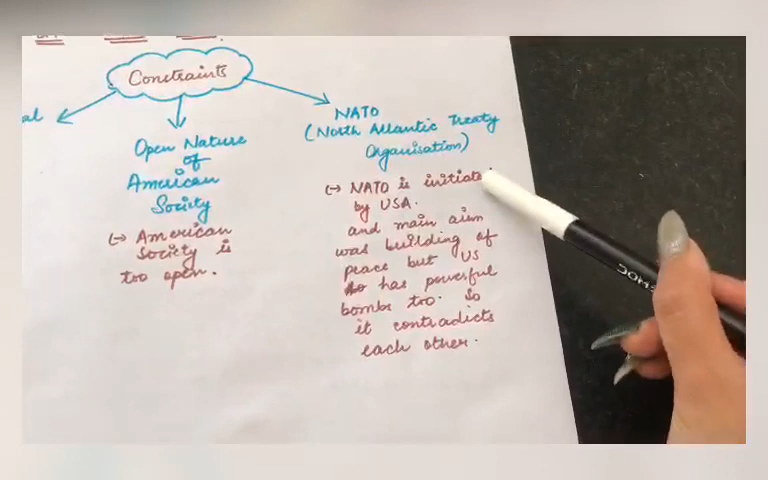 Constraints
al
Open Nature
of
American
Society
(→ American
Society is
too open.
NATO
(North Atlantic Treaty
Organisation)
(→ NATO is initiate
by USA.
and main aim
was building of
peace but US
has powerful
bombs too. So
it contradicts
each other.